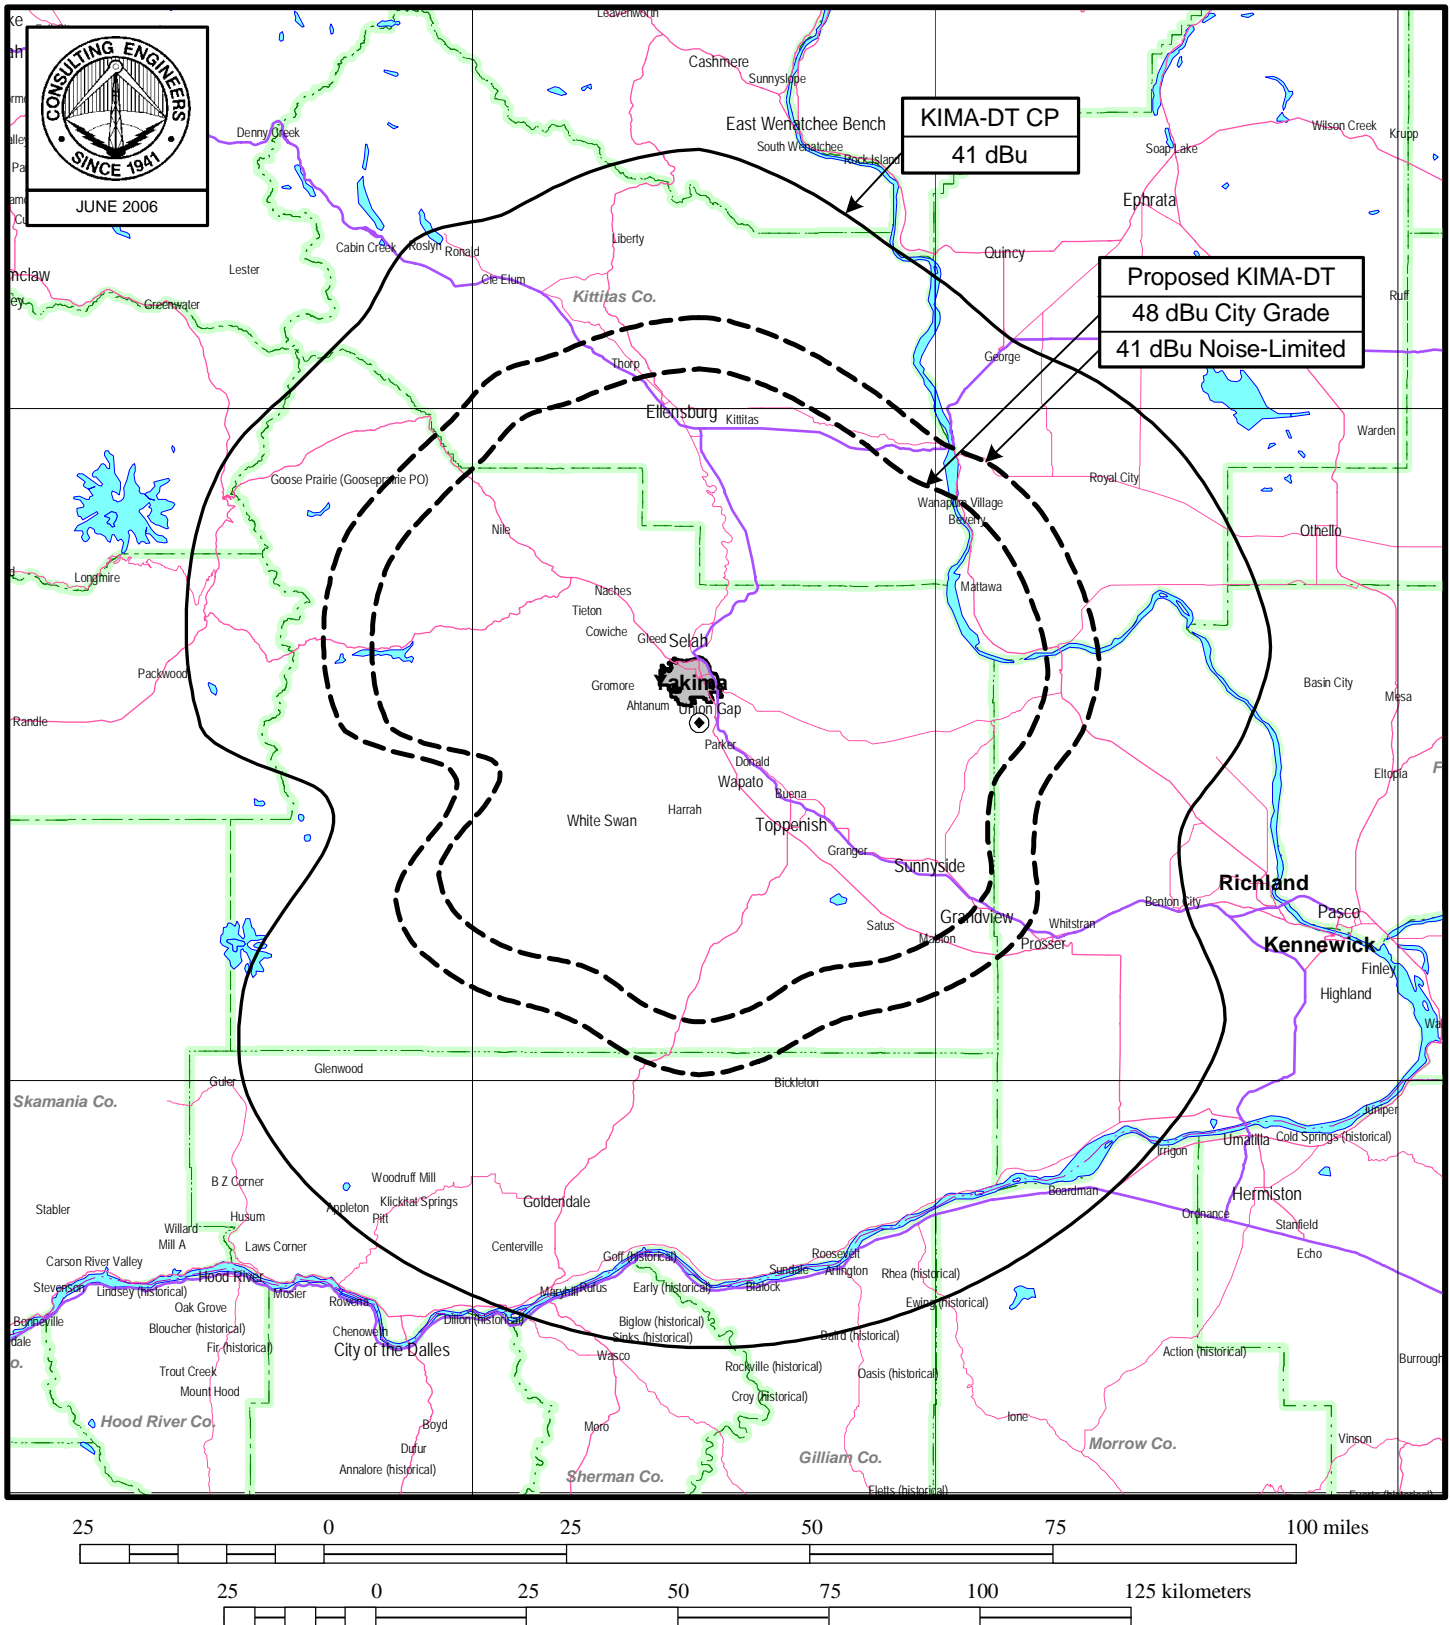 CONSULTING ENGINEERS
SINCE 1941
JUNE 2006
KIMA-DT CP
41 dBu
Proposed KIMA-DT
48 dBu City Grade
41 dBu Noise-Limited
Leavenworth
Cashmere
Sunnyslope
East Wenatchee Bench
South Wenatchee
Rock Island
Wilson Creek
Krupp
Soap Lake
Ephrata
Denny Creek
Cabin Creek
Roslyn
Ronald
Liberty
Quincy
Lester
Cle Elum
Greenwater
Kittitas Co.
Ruff
Thorp
George
Ellensburg
Kittitas
Warden
Goose Prairie (Gooseprairie PO)
Royal City
Wanapum Village
Beverly
Nile
Othello
Longmire
Naches
Mattawa
Tieton
Cowiche
Gleed
Selah
Packwood
Yakima
Gromore
Basin City
Mesa
Ahtanum
Union Gap
Randle
Parker
Donald
Eltopia
Wapato
Buena
Harrah
White Swan
Toppenish
Granger
Sunnyside
Richland
Benton City
Pasco
Grandview
Satus
Whitstran
Mabton
Prosser
Kennewick
Finley
Highland
Glenwood
Guler
Bickleton
Skamania Co.
Juniper
Umatilla
Cold Springs (historical)
Irrigon
B Z Corner
Woodruff Mill
Klickitat Springs
Appleton
Pitt
Goldendale
Boardman
Hermiston
Ordnance
Stanfield
Echo
Stabler
Husum
Willard
Mill A
Laws Corner
Centerville
Carson River Valley
Goff (historical)
Roosevelt
Sundale
Arlington
Rhea (historical)
Stevenson
Lindsey (historical)
Hood River
Mosier
Rowena
Maryhill
Rufus
Early (historical)
Blalock
Ewing (historical)
Oak Grove
Bonneville
Bloucher (historical)
Chenoweth
Dillon (historical)
Biglow (historical)
Sinks (historical)
Baird (historical)
Fir (historical)
City of the Dalles
Wasco
Action (historical)
Trout Creek
Mount Hood
Rockville (historical)
Oasis (historical)
Croy (historical)
Hood River Co.
Boyd
Moro
Ione
Dufur
Annalore (historical)
Sherman Co.
Gilliam Co.
Morrow Co.
Vinson
Fletts (historical)
25 0 25 50 75 100 miles
25 0 25 50 75 100 125 kilometers